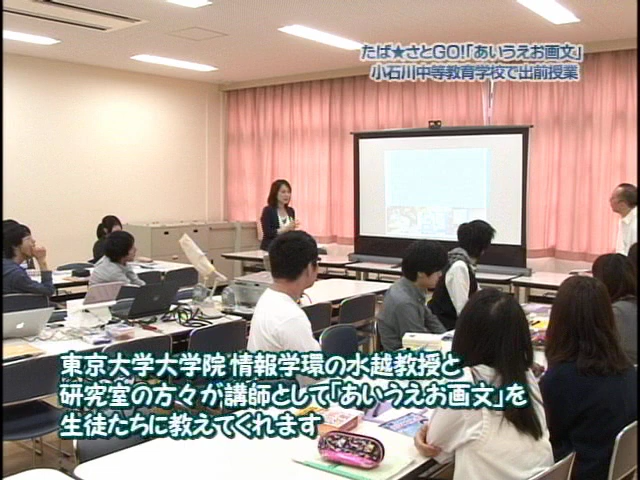 たば★さとGO!「あいうえお画文」
小石川中等教育学校で出前授業
東京大学大学院 情報学環の水越教授と
研究室の方々が講師として「あいうえお画文」を
生徒たちに教えてくれます